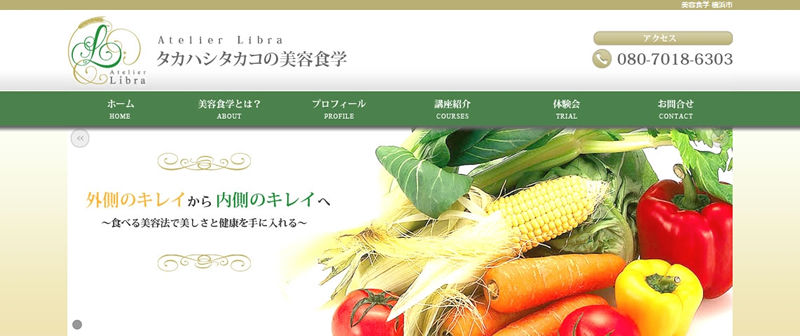 美容食学 横浜市
Atelier Libra
タカハシタカコの美容食学
Atelier
Libra
アクセス
080-7018-6303
ホーム 美容食学とは? プロフィール 講座紹介 体験会 お問合せ
HOME ABOUT PROFILE COURSES TRIAL CONTACT
外側のキレイから内側のキレイへ
〜食べる美容法で美しさと健康を手に入れる〜